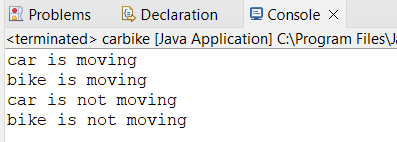 Problems Declaration Console
<terminated> carbike [Java Application] C:\Program Files\J
car is moving
bike is moving
car is not moving
bike is not moving